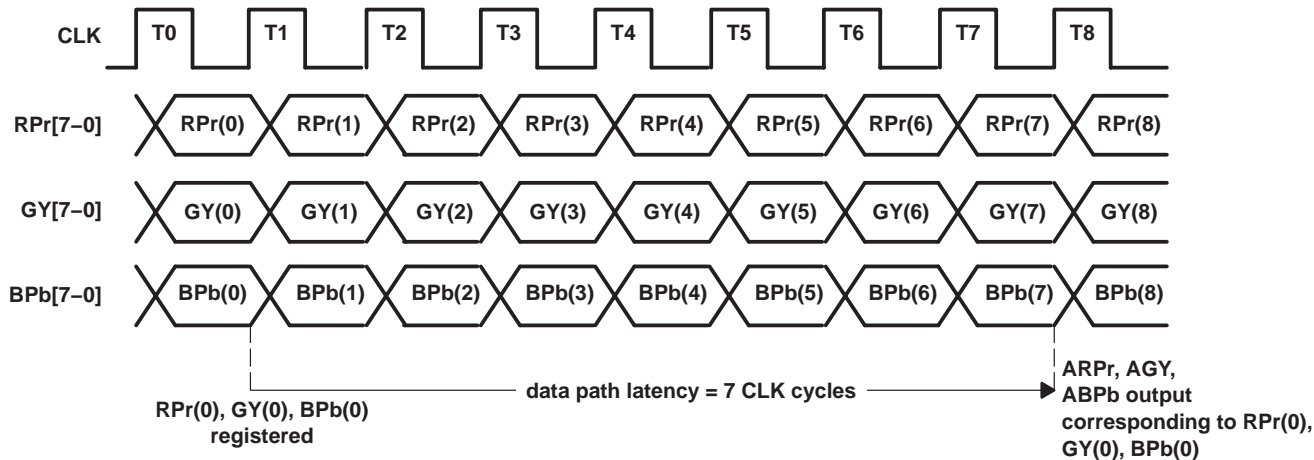 CLK T0 T1 T2 T3 T4 T5 T6 T7 T8
RPr[7–0] RPr(0) RPr(1) RPr(2) RPr(3) RPr(4) RPr(5) RPr(6) RPr(7) RPr(8)
GY[7–0] GY(0) GY(1) GY(2) GY(3) GY(4) GY(5) GY(6) GY(7) GY(8)
BPb[7–0] BPb(0) BPb(1) BPb(2) BPb(3) BPb(4) BPb(5) BPb(6) BPb(7) BPb(8)
RPr(0), GY(0), BPb(0)
registered
data path latency = 7 CLK cycles
ARPr, AGY,
ABPb output
corresponding to RPr(0),
GY(0), BPb(0)